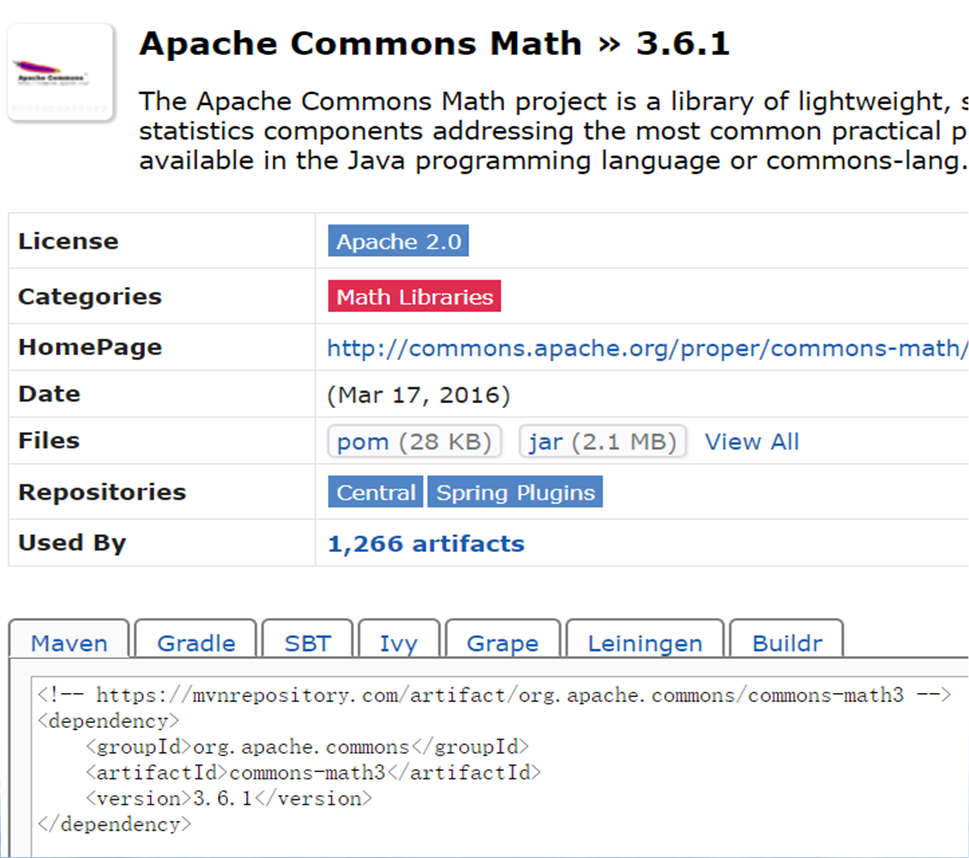 Apache Commons
Apache Commons Math » 3.6.1
The Apache Commons Math project is a library of lightweight, s
statistics components addressing the most common practical p
available in the Java programming language or commons-lang.
License Apache 2.0
Categories Math Libraries
HomePage http://commons.apache.org/proper/commons-math/
Date (Mar 17, 2016)
Files pom (28 KB) jar (2.1 MB) View All
Repositories Central Spring Plugins
Used By 1,266 artifacts
Maven Gradle SBT Ivy Grape Leiningen Buildr
<!-- https://mvnrepository.com/artifact/org.apache.commons/commons-math3 -->
<dependency>
    <groupId>org.apache.commons</groupId>
    <artifactId>commons-math3</artifactId>
    <version>3.6.1</version>
</dependency>